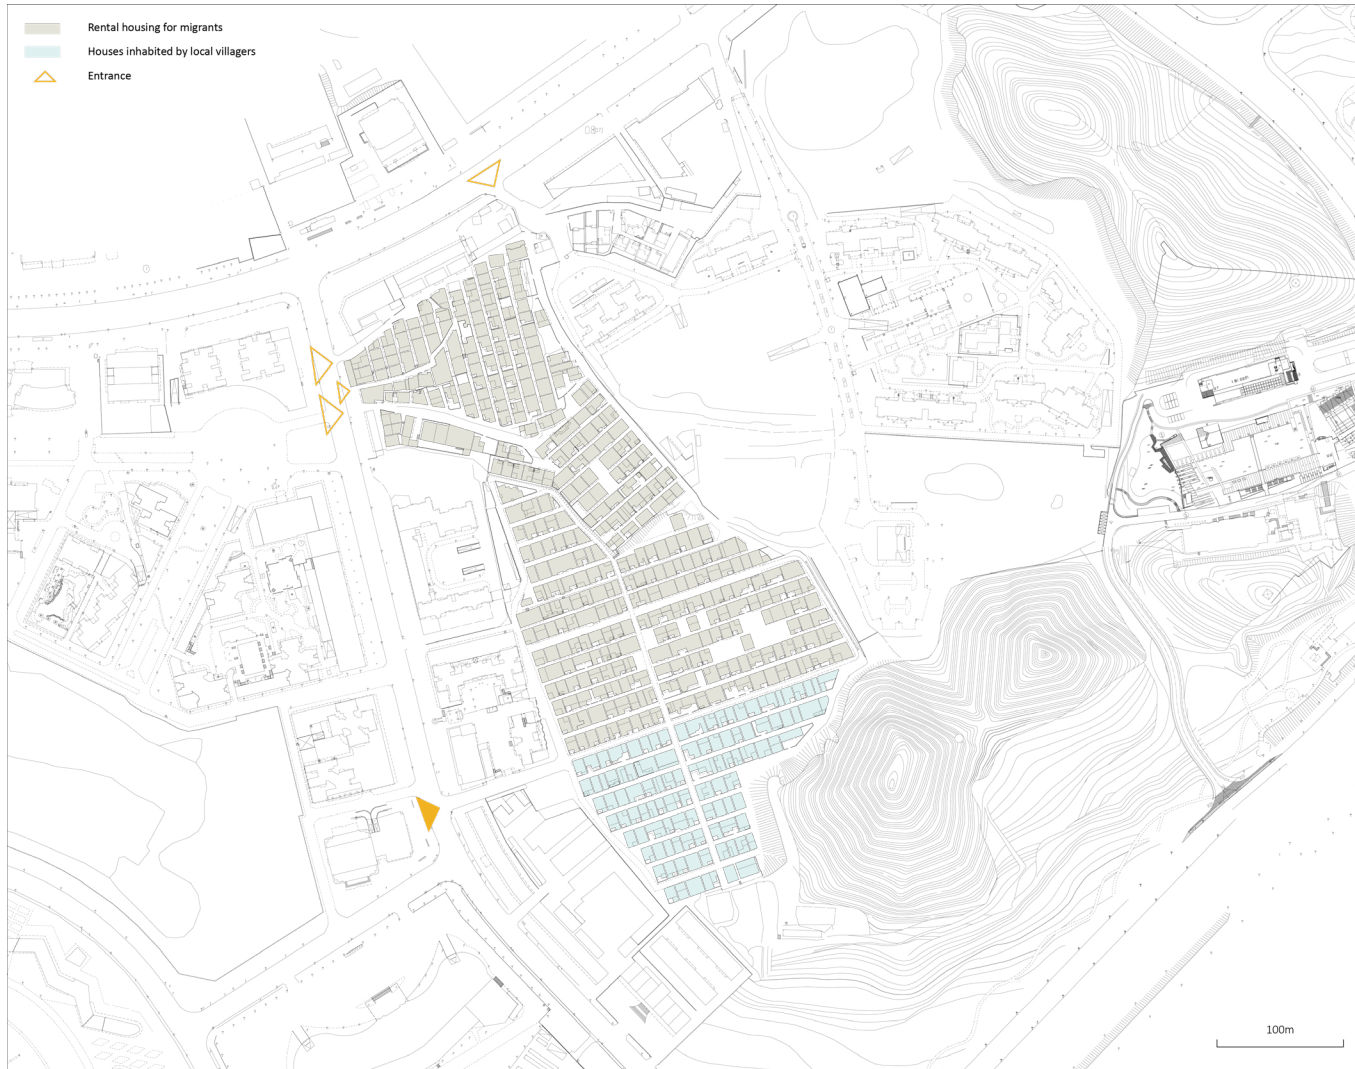 Rental housing for migrants
Houses inhabited by local villagers
Entrance
100m